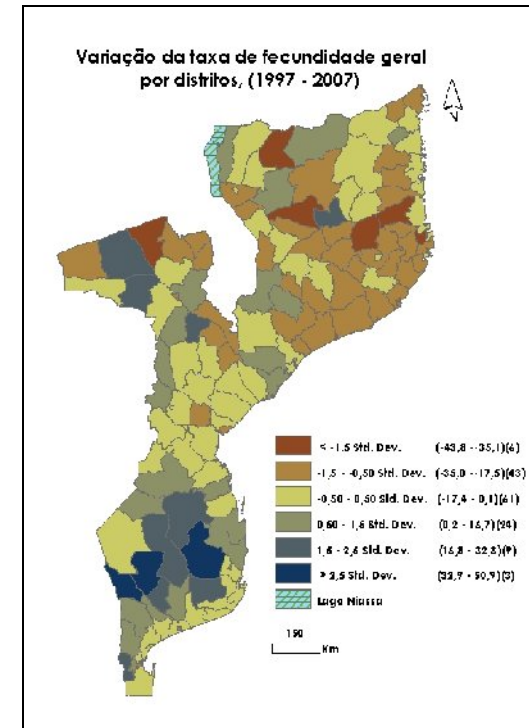 Variação da taxa de fecundidade geral
por distritos, (1997 - 2007)
< -1.5 Std. Dev. (-43,8 - -35,1)(6)
-1,5 - -0,50 Std. Dev. (-35,0 - -17,5)(43)
-0,50 - 0,50 Std. Dev. (-17,4 - 0,1)(61)
0,50 - 1,5 Std. Dev. (0,2 - 16,7)(24)
1,5 - 2,5 Std. Dev. (16,8 - 32,8)(9)
> 2,5 Std. Dev. (32,9 - 50,9)(3)
Lago Niassa
150
Km